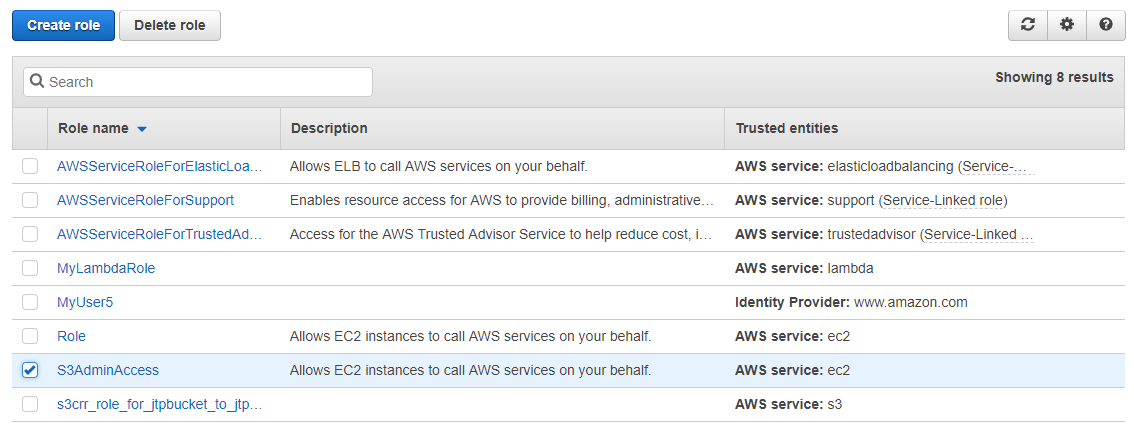 Create role Delete role
Search Showing 8 results
Role name Description Trusted entities
AWSServiceRoleForElasticLoa... Allows ELB to call AWS services on your behalf. AWS service: elasticloadbalancing (Service-...
AWSServiceRoleForSupport Enables resource access for AWS to provide billing, administrative... AWS service: support (Service-Linked role)
AWSServiceRoleForTrustedAd... Access for the AWS Trusted Advisor Service to help reduce cost, i... AWS service: trustedadvisor (Service-Linked ...
MyLambdaRole AWS service: lambda
MyUser5 Identity Provider: www.amazon.com
Role Allows EC2 instances to call AWS services on your behalf. AWS service: ec2
S3AdminAccess Allows EC2 instances to call AWS services on your behalf. AWS service: ec2
s3crr_role_for_jtpbucket_to_jtp... AWS service: s3